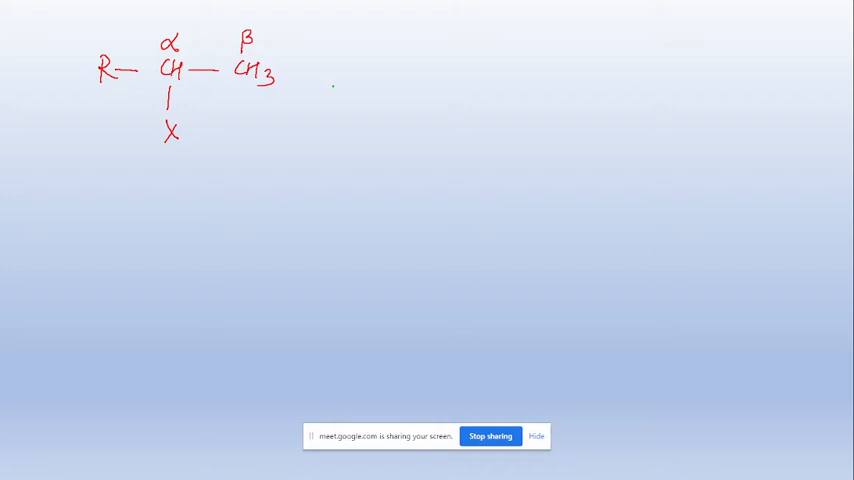 α β
R — CH — CH3
|
X
meet.google.com is sharing your screen. Stop sharing Hide